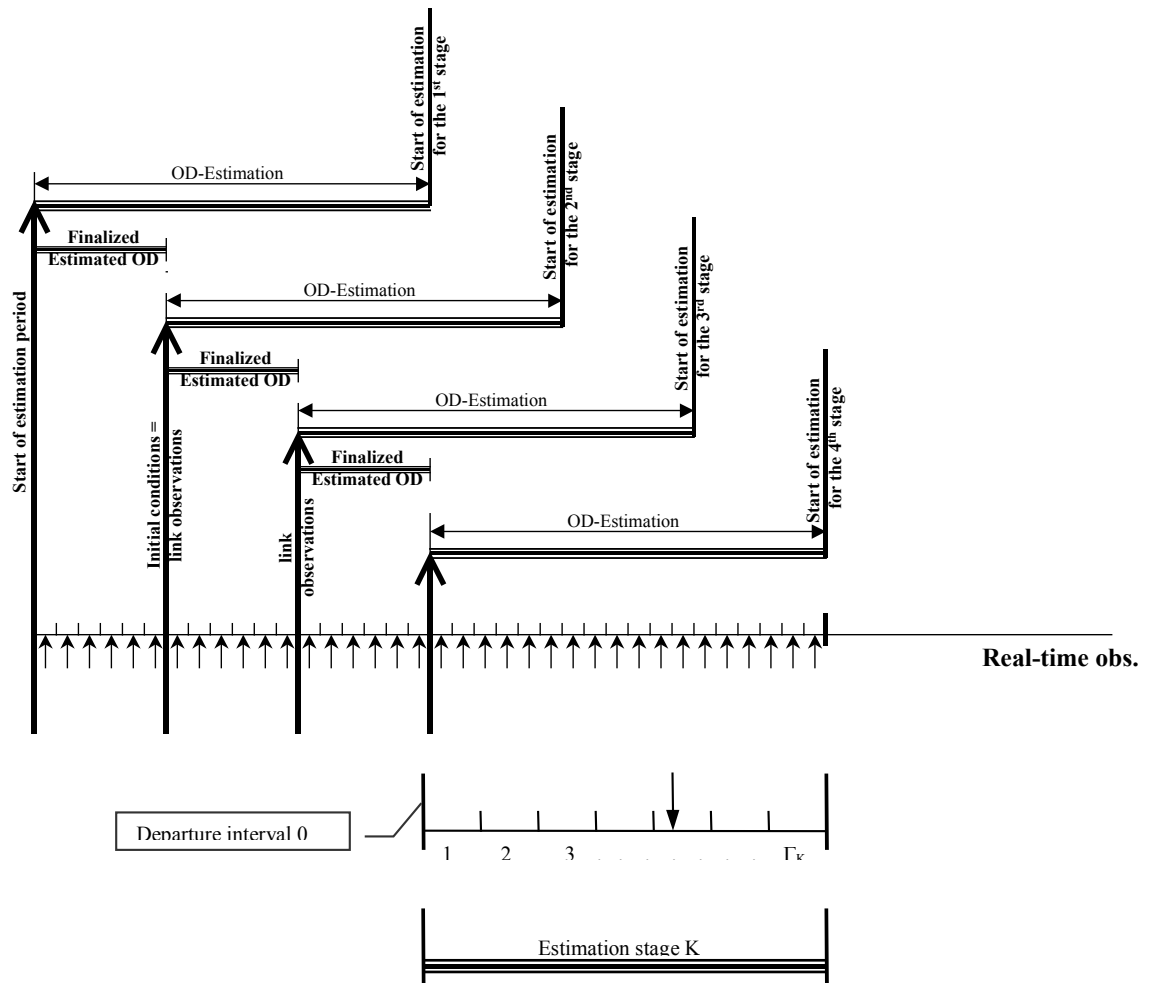 Start of estimation
for the 1st stage
OD-Estimation
Start of estimation
for the 2nd stage
Finalized
Estimated OD
Start of estimation period
OD-Estimation
Start of estimation
for the 3rd stage
Finalized
Estimated OD
Initial conditions =
link observations
OD-Estimation
Start of estimation
for the 4th stage
Finalized
Estimated OD
link
observations
OD-Estimation
Real-time obs.
Departure interval 0
1 2 3 . . . . . . . ΓK
Estimation stage K